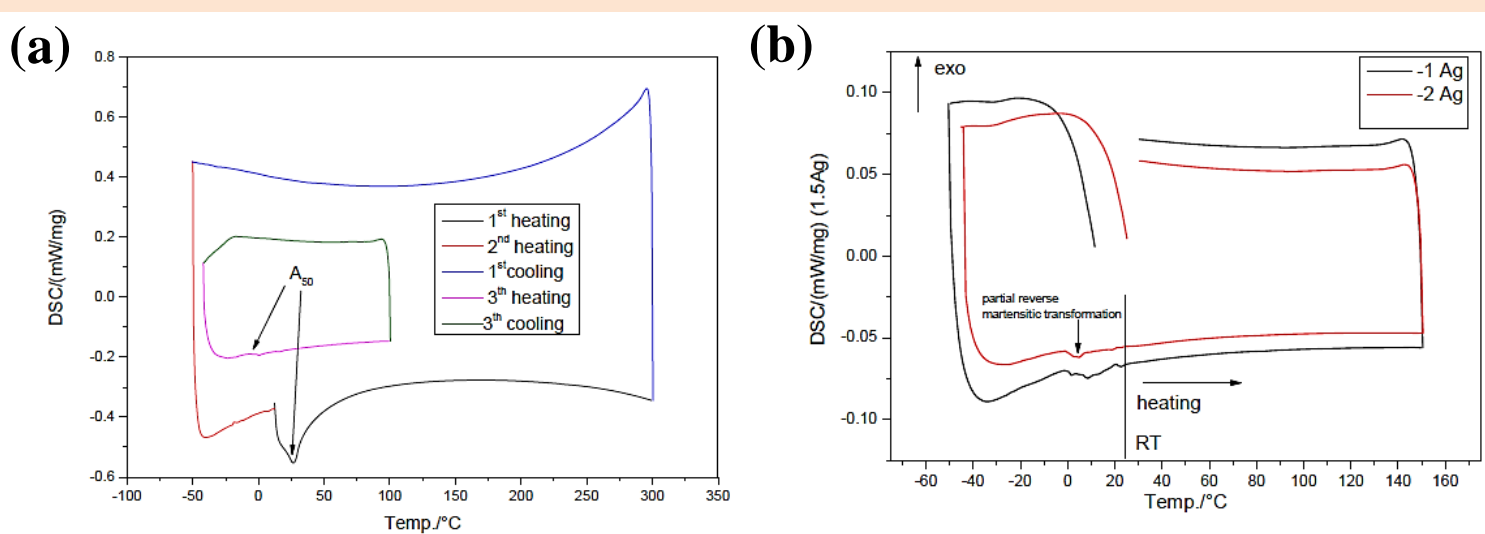 (a)
0.8
0.6
0.4
0.2
0.0
-0.2
-0.4
-0.6
-100
-50
0
50
100
150
200
250
300
350
DSC/(mW/mg)
Temp./°C
A50
1st heating
2nd heating
1stcooling
3th heating
3th cooling
(b)
exo
-1 Ag
-2 Ag
0.10
0.05
0.00
-0.05
-0.10
DSC/(mW/mg) (1.5Ag)
partial reverse
martensitic transformation
heating
RT
-60
-40
-20
0
20
40
60
80
100
120
140
160
Temp./°C